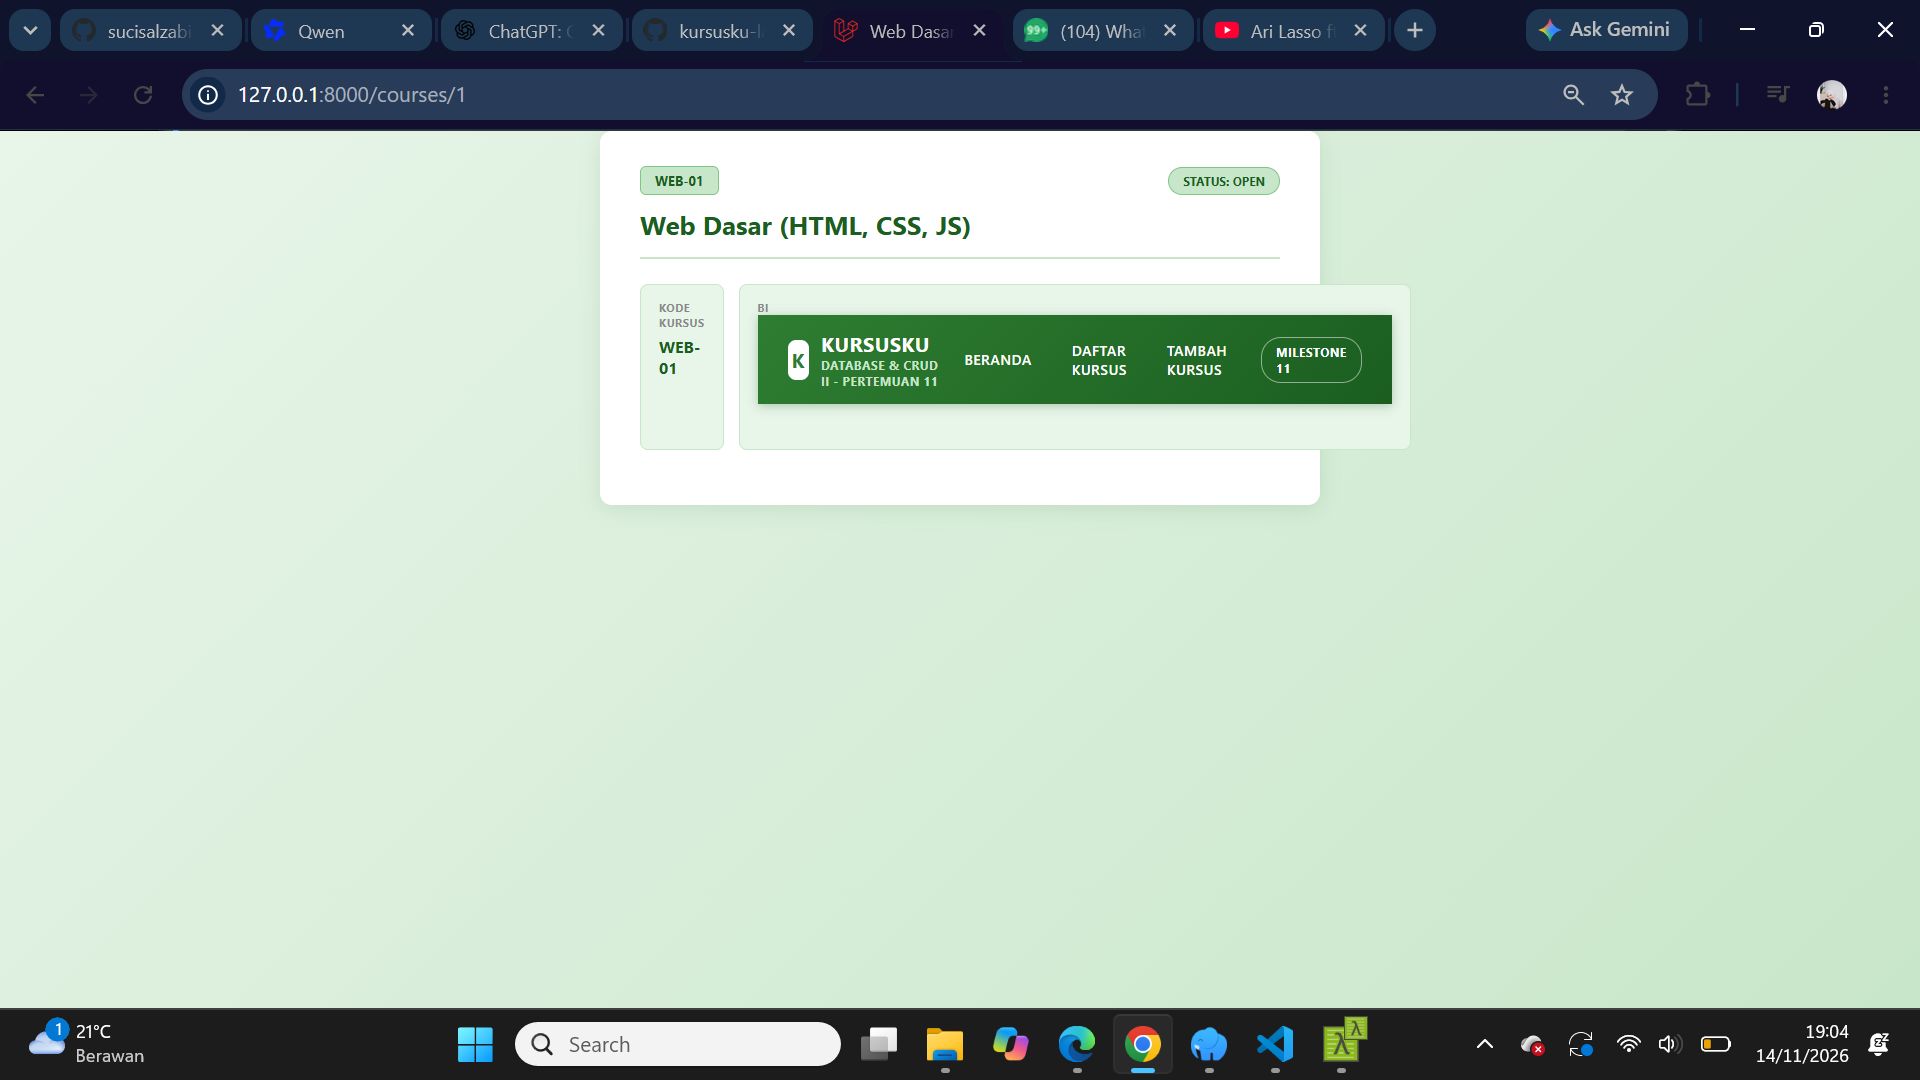 sucisalzabi
Qwen
ChatGPT: C
kursusku-l
Web Dasar
(104) What
Ari Lasso f
Ask Gemini
127.0.0.1:8000/courses/1
WEB-01
STATUS: OPEN
Web Dasar (HTML, CSS, JS)
KODE
KURSUS
WEB-
01
BI
K
KURSUSKU
DATABASE & CRUD
II - PERTEMUAN 11
BERANDA
DAFTAR
KURSUS
TAMBAH
KURSUS
MILESTONE
11
1
21°C
Berawan
Search
19:04
14/11/2026